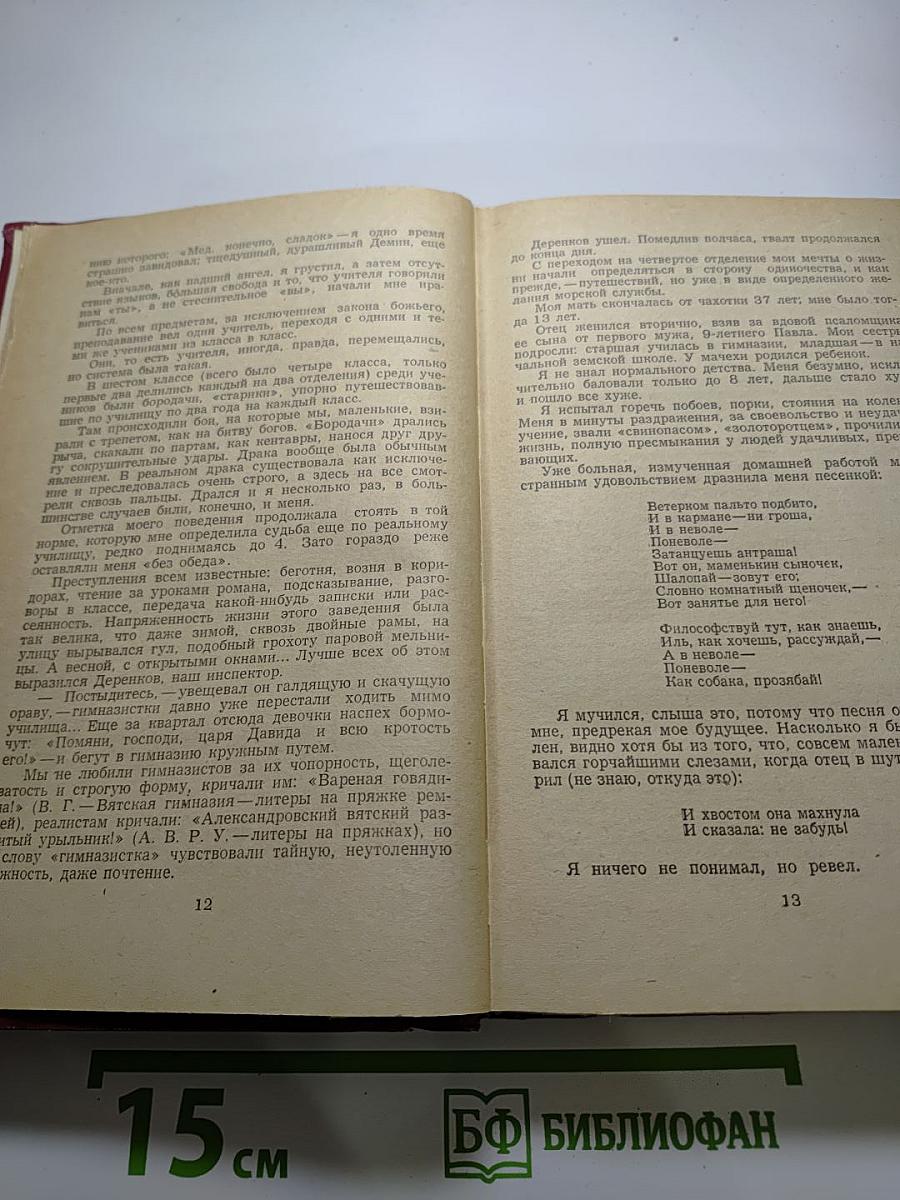 нию которого: «Мед, конечно, сладок» — я одно время
страшно завидовал; тщедушный, дурашливый Демин, еще
кое-кто.
Вначале, как падший ангел, я грустил, а затем отсут-
ствие языков, большая свобода и то, что учителя говорили
нам «ты», а не стеснительное «вы», начали мне нра-
виться.
По всем предметам, за исключением закона божьего,
преподавание вел один учитель, переходя с одними и те-
ми же учениками из класса в класс.
Они, то есть учителя, иногда, правда, перемещались,
но система была такая.
В шестом классе (всего было четыре класса, только
первые два делились каждый на два отделения) среди уче-
ников были бородачи, «старики», упорно путешествовав-
шие по училищу по два года на каждый класс.
Там происходили бои, на которые мы, маленькие, взи-
рали с трепетом, как на битву богов. «Бородачи» дрались
рыча, скакали по партам, как кентавры, нанося друг дру-
гу сокрушительные удары. Драка вообще была обычным
явлением. В реальном драка существовала как исключе-
ние и преследовалась очень строго, а здесь на все смот-
рели сквозь пальцы. Дрался и я несколько раз, в боль-
шинстве случаев били, конечно, и меня.
Отметка моего поведения продолжала стоять в той
норме, которую мне определила судьба еще по реальному
училищу, редко поднимаясь до 4. Зато гораздо реже
оставляли меня «без обеда».
Преступления всем известные: беготня, возня в кори-
дорах, чтение за уроками романа, подсказывание, разго-
воры в классе, передача какой-нибудь записки или рас-
сеянность. Напряженность жизни этого заведения была
так велика, что даже зимой, сквозь двойные рамы, на
улицу вырывался гул, подобный грохоту паровой мельни-
цы. А весной, с открытыми окнами... Лучше всех об этом
выразился Деренков, наш инспектор.
— Постыдитесь, — увещевал он галдящую и скачущую
ораву, — гимназистки давно уже перестали ходить мимо
училища... Еще за квартал отсюда девочки наспех бормо-
чут: «Помяни, господи, царя Давида и всю кротость
его!» — и бегут в гимназию кружным путем.
Мы не любили гимназистов за их чопорность, щеголе-
ватость и строгую форму, кричали им: «Вареная говяди-
на!» (В. Г. — Вятская гимназия — литеры на пряжке рем-
ей), реалистам кричали: «Александровский вятский раз-
итый урыльник!» (А. В. Р. У. — литеры на пряжках), но
слову «гимназистка» чувствовали тайную, неутоленную
жность, даже почтение.
12
Деренков ушел. Помедлив полчаса, гвалт продолжался
до конца дня.
С переходом на четвертое отделение мои мечты о жиз-
ни начали определяться в сторону одиночества, и как
прежде, — путешествий, но уже в виде определенного же-
лания морской службы.
Моя мать скончалась от чахотки 37 лет; мне было тог-
да 13 лет.
Отец женился вторично, взяв за вдовой псаломщика
ее сына от первого мужа, 9-летнего Павла. Мои сестры
подросли: старшая училась в гимназии, младшая — в на
чальной земской школе. У мачехи родился ребенок.
Я не знал нормального детства. Меня безумно, искл
чительно баловали только до 8 лет, дальше стало ху
и пошло все хуже.
Я испытал горечь побоев, порки, стояния на колен
Меня в минуты раздражения, за своевольство и неудач
учение, звали «свинопасом», «золоторотцем», прочили
жизнь, полную пресмыкания у людей удачливых, пре
вающих.
Уже больная, измученная домашней работой м
странным удовольствием дразнила меня песенкой:
Ветерком пальто подбито,
И в кармане — ни гроша,
И в неволе —
Поневоле —
Затанцуешь антраша!
Вот он, маменькин сыночек,
Шалопай — зовут его;
Словно комнатный щеночек, —
Вот занятье для него!
Философствуй тут, как знаешь,
Иль, как хочешь, рассуждай, —
А в неволе —
Поневоле —
Как собака, прозябай!
Я мучился, слыша это, потому что песня о
мне, предрекая мое будущее. Насколько я бы
лен, видно хотя бы из того, что, совсем мален
вался горчайшими слезами, когда отец в шут
рил (не знаю, откуда это):
И хвостом она махнула
И сказала: не забудь!
Я ничего не понимал, но ревел.
13
15 см
БФ БИБЛИОФАН